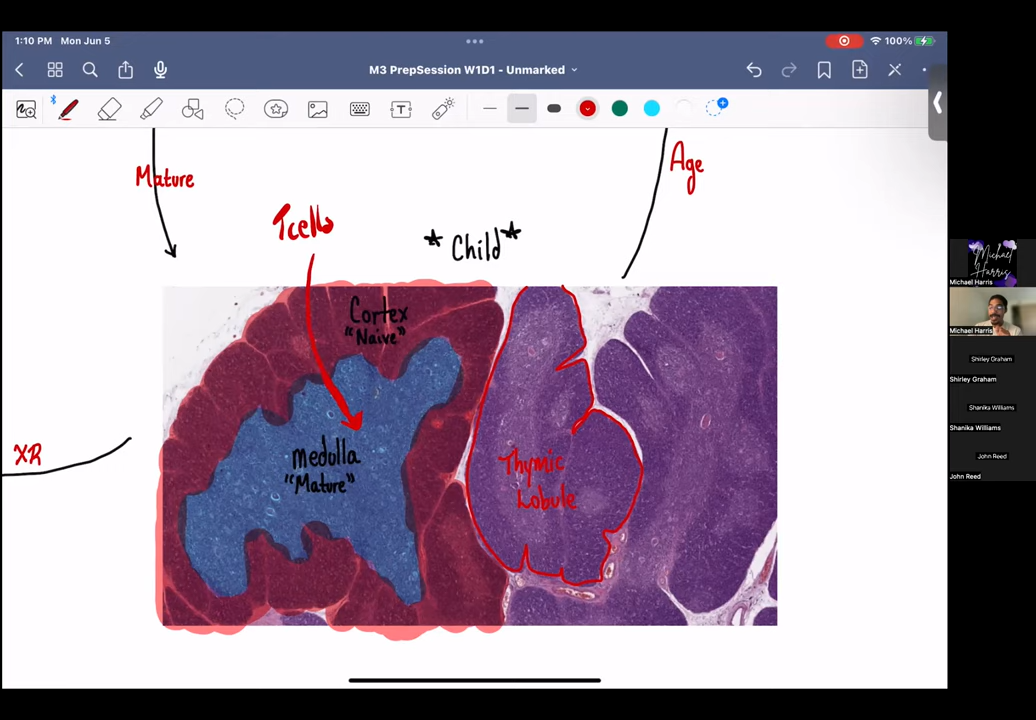 1:10 PM Mon Jun 5
100%
M3 PrepSession W1D1 - Unmarked
T
Mature
Age
Tcells
*Child*
Cortex
"Naive"
Medulla
"Mature"
Thymic
Lobule
XR
Michael
Harris
Michael Harris
Michael Harris
Shirley Graham
Shirley Graham
Shanika Williams
Shanika Williams
John Reed
John Reed